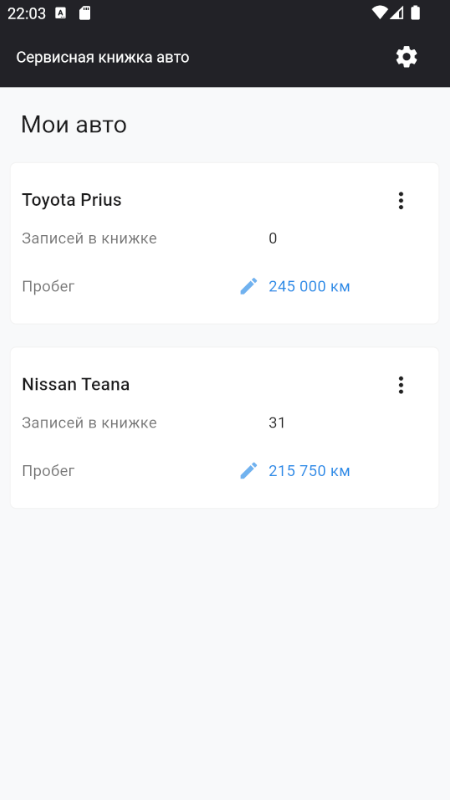 22:03
Сервисная книжка авто
Мои авто
Toyota Prius
Записей в книжке 0
Пробег 245 000 км
Nissan Teana
Записей в книжке 31
Пробег 215 750 км